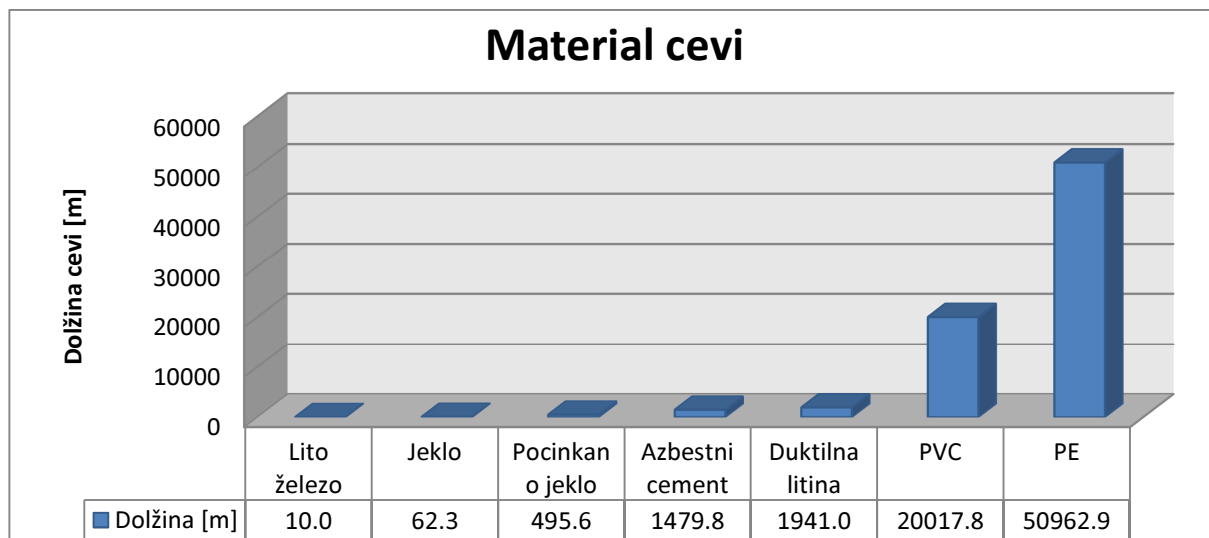 Material cevi
Dolžina cevi [m]
60000
50000
40000
30000
20000
10000
0
Lito železo
Jeklo
Pocinkan
o jeklo
Azbestni
cement
Duktilna
litina
PVC
PE
Dolžina [m]
10.0
62.3
495.6
1479.8
1941.0
20017.8
50962.9